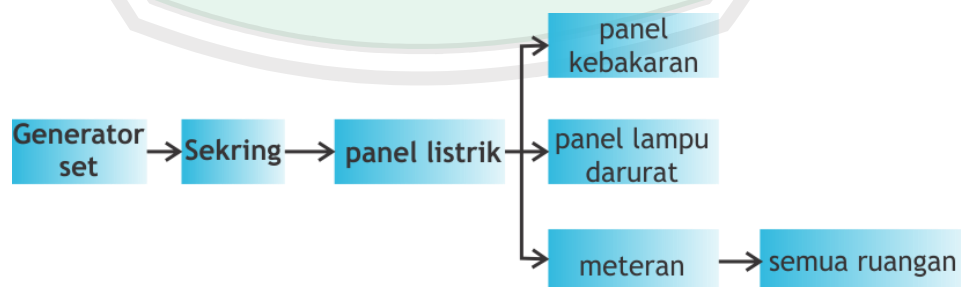 panel
kebakaran
Generator
set
Sekring
panel listrik
panel lampu
darurat
meteran
semua ruangan